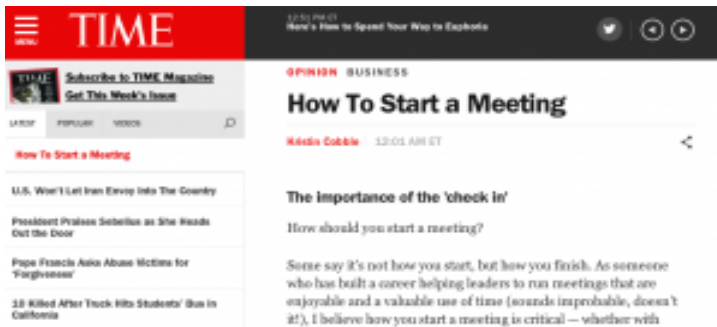 MENU
TIME
12:51 PM ET
Here's How to Spend Your Way to Euphoria
TIME
Subscribe to TIME Magazine
Get This Week's Issue
LATEST POPULAR VIDEOS
How To Start a Meeting
U.S. Won't Let Iran Envoy Into The Country
President Praises Sebelius as She Heads
Out the Door
Pope Francis Asks Abuse Victims for
'Forgiveness'
10 Killed After Truck Hits Students' Bus in
California
OPINION BUSINESS
How To Start a Meeting
Kristin Cobble 12:01 AM ET
The importance of the 'check in'
How should you start a meeting?
Some say it's not how you start, but how you finish. As someone
who has built a career helping leaders to run meetings that are
enjoyable and a valuable use of time (sounds improbable, doesn't
it!), I believe how you start a meeting is critical — whether with